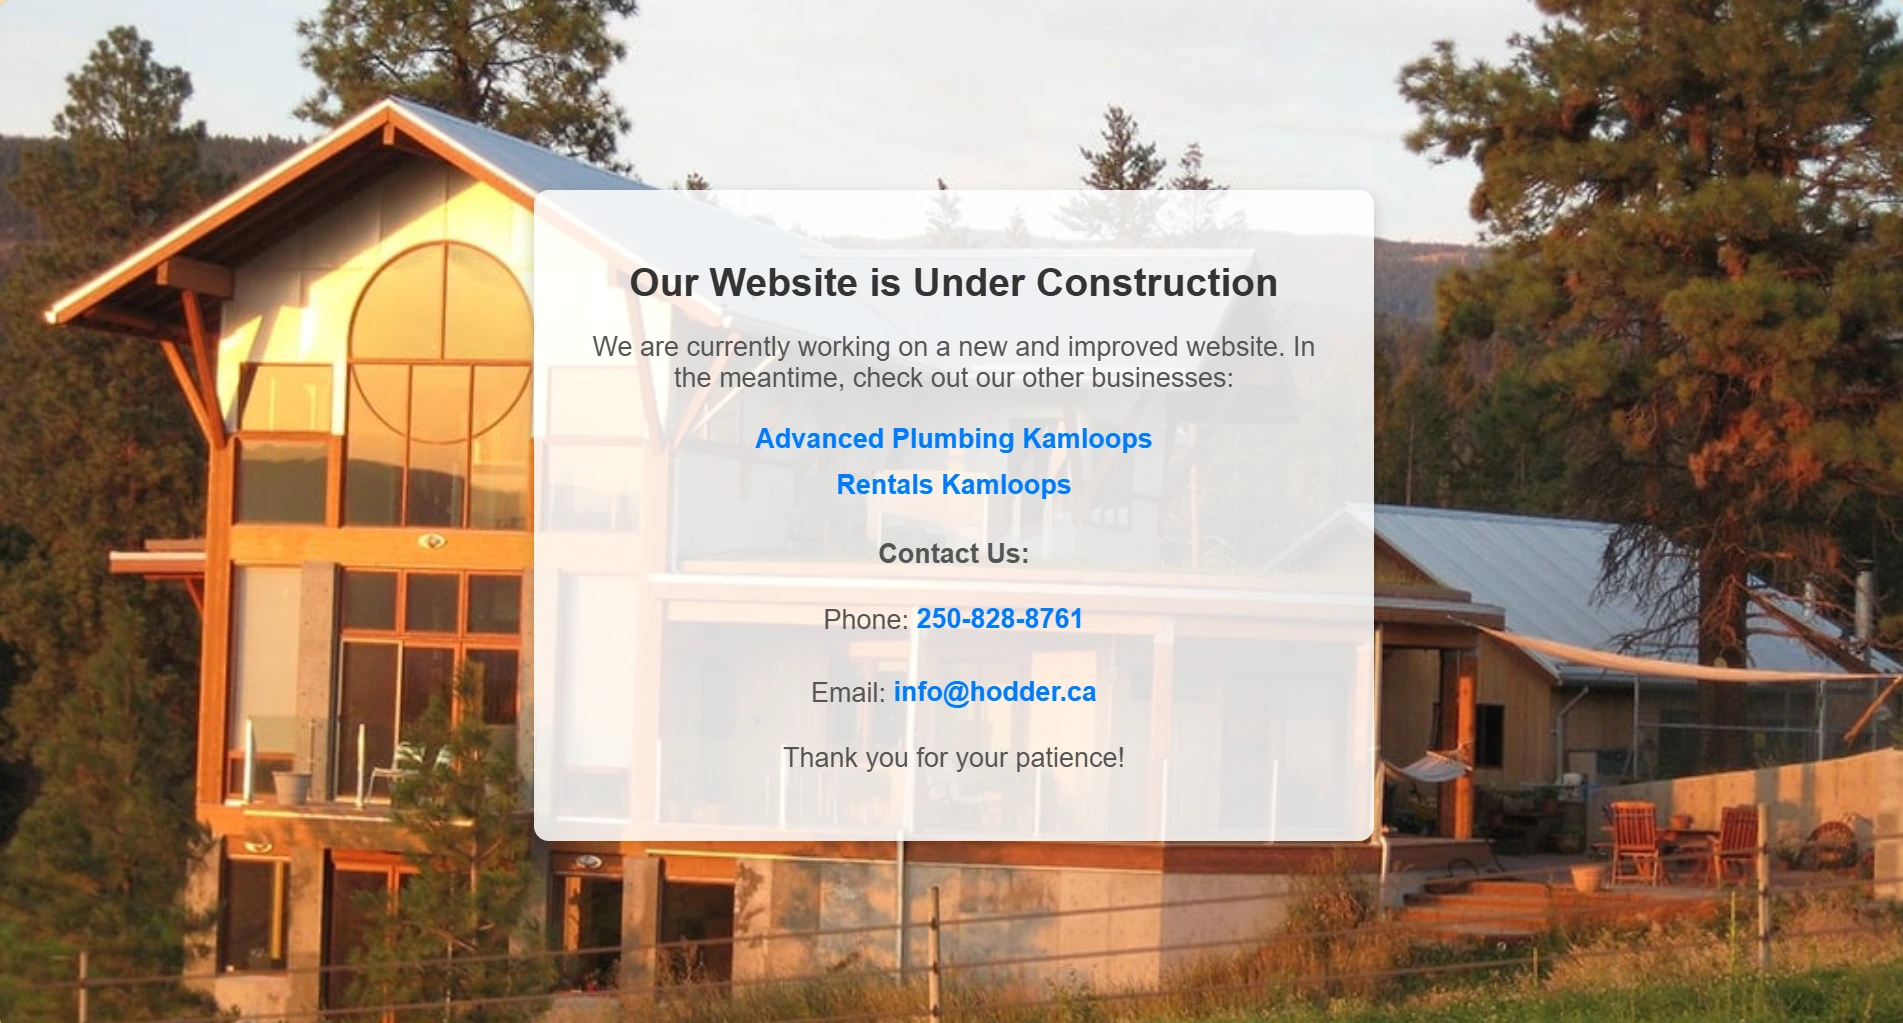 Our Website is Under Construction
We are currently working on a new and improved website. In
the meantime, check out our other businesses:
Advanced Plumbing Kamloops
Rentals Kamloops
Contact Us:
Phone: 250-828-8761
Email: info@hodder.ca
Thank you for your patience!